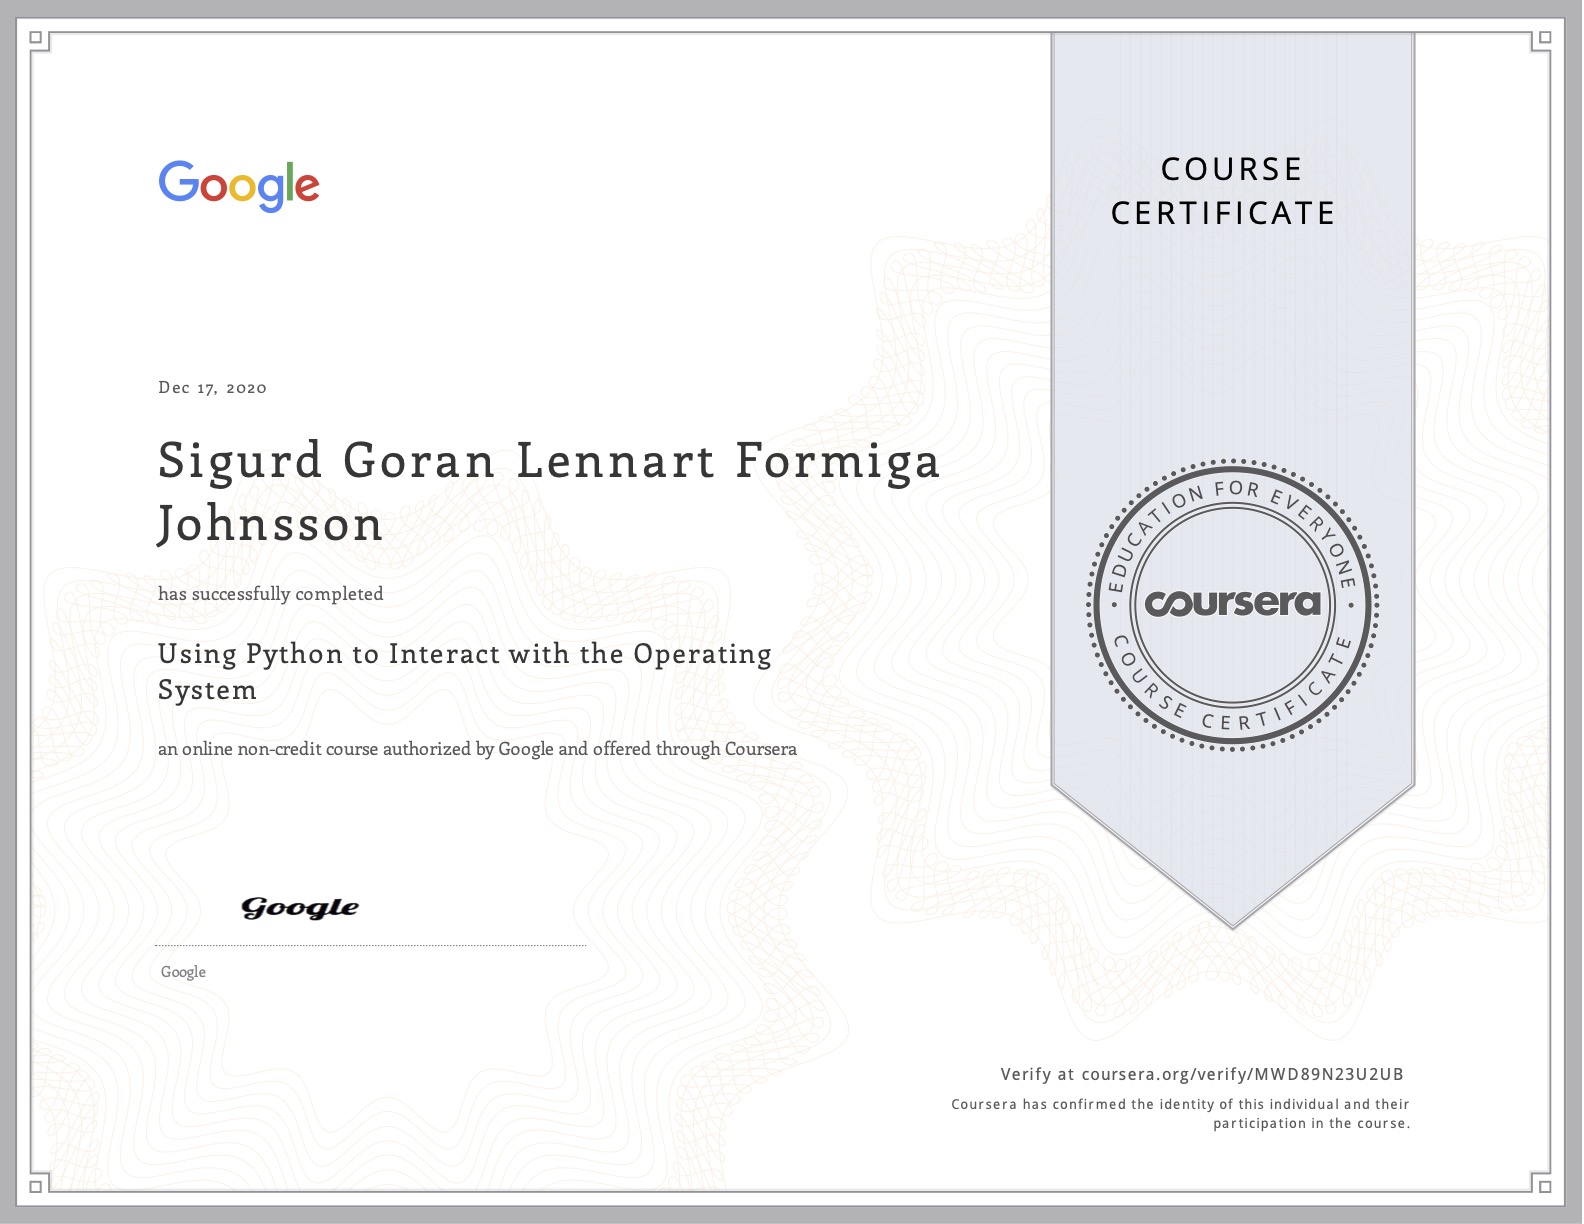 Google
COURSE
CERTIFICATE
Dec 17, 2020
Sigurd Goran Lennart Formiga
Johnsson
has successfully completed
Using Python to Interact with the Operating
System
an online non-credit course authorized by Google and offered through Coursera
EDUCATION FOR EVERYONE
coursera
COURSE CERTIFICATE
Google
Google
Verify at coursera.org/verify/MWD89N23U2UB
Coursera has confirmed the identity of this individual and their
participation in the course.